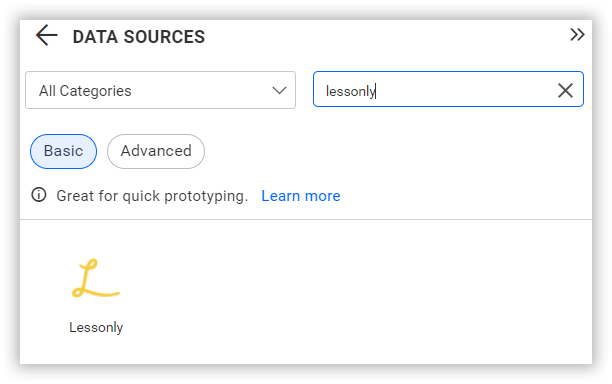 DATA SOURCES
All Categories
lessonly
Basic
Advanced
Great for quick prototyping. Learn more
Lessonly